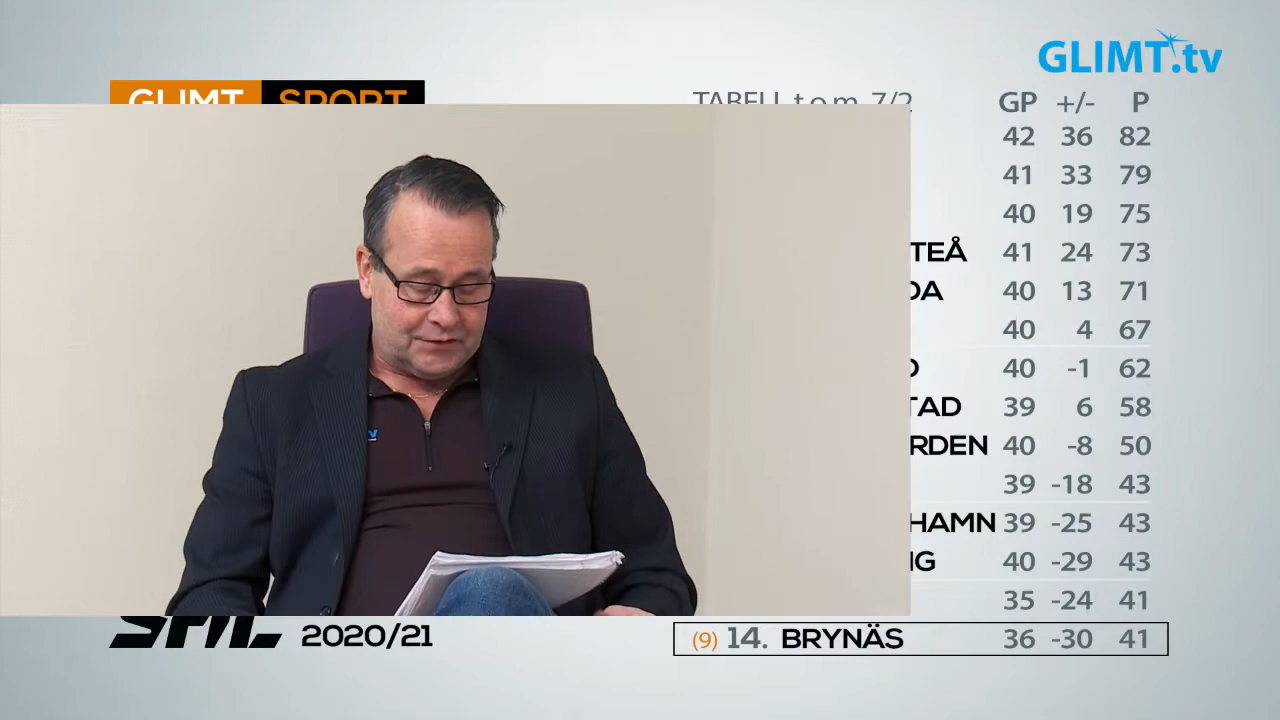 GLIMT.tv
GLIMT SPORT
TABELL t.o.m. 7/2 GP +/- P
42 36 82
41 33 79
40 19 75
TEÅ 41 24 73
DA 40 13 71
40 4 67
40 -1 62
TAD 39 6 58
RDEN 40 -8 50
39 -18 43
HAMN 39 -25 43
NG 40 -29 43
35 -24 41
SHL 2020/21
(9) 14. BRYNÄS 36 -30 41